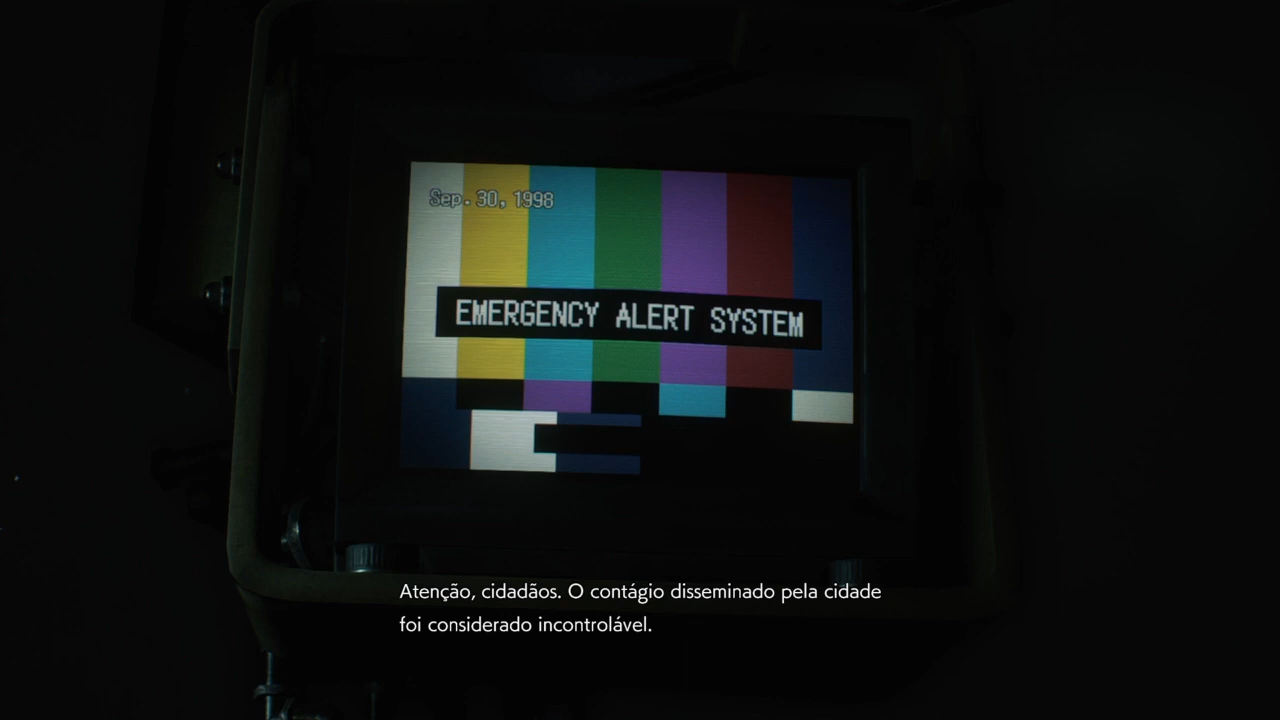 Sep. 30, 1998
EMERGENCY ALERT SYSTEM
Atenção, cidadãos. O contágio disseminado pela cidade
foi considerado incontrolável.